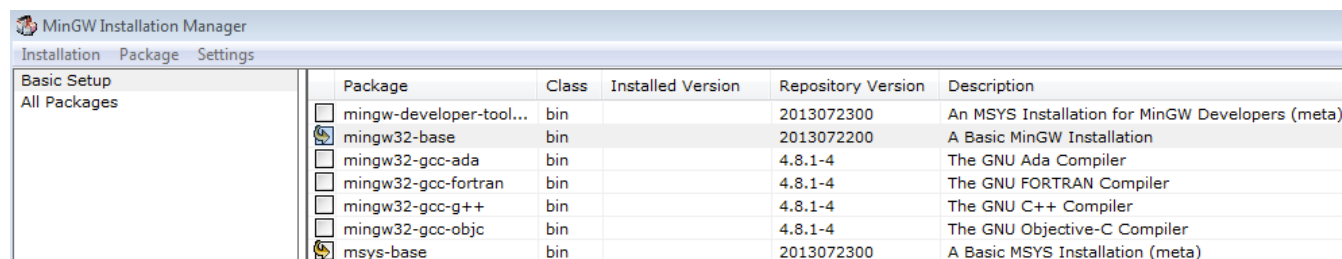 MinGW Installation Manager
Installation Package Settings
Basic Setup
All Packages
Package Class Installed Version Repository Version Description
mingw-developer-tool... bin 2013072300 An MSYS Installation for MinGW Developers (meta)
mingw32-base bin 2013072200 A Basic MinGW Installation
mingw32-gcc-ada bin 4.8.1-4 The GNU Ada Compiler
mingw32-gcc-fortran bin 4.8.1-4 The GNU FORTRAN Compiler
mingw32-gcc-g++ bin 4.8.1-4 The GNU C++ Compiler
mingw32-gcc-objc bin 4.8.1-4 The GNU Objective-C Compiler
msys-base bin 2013072300 A Basic MSYS Installation (meta)